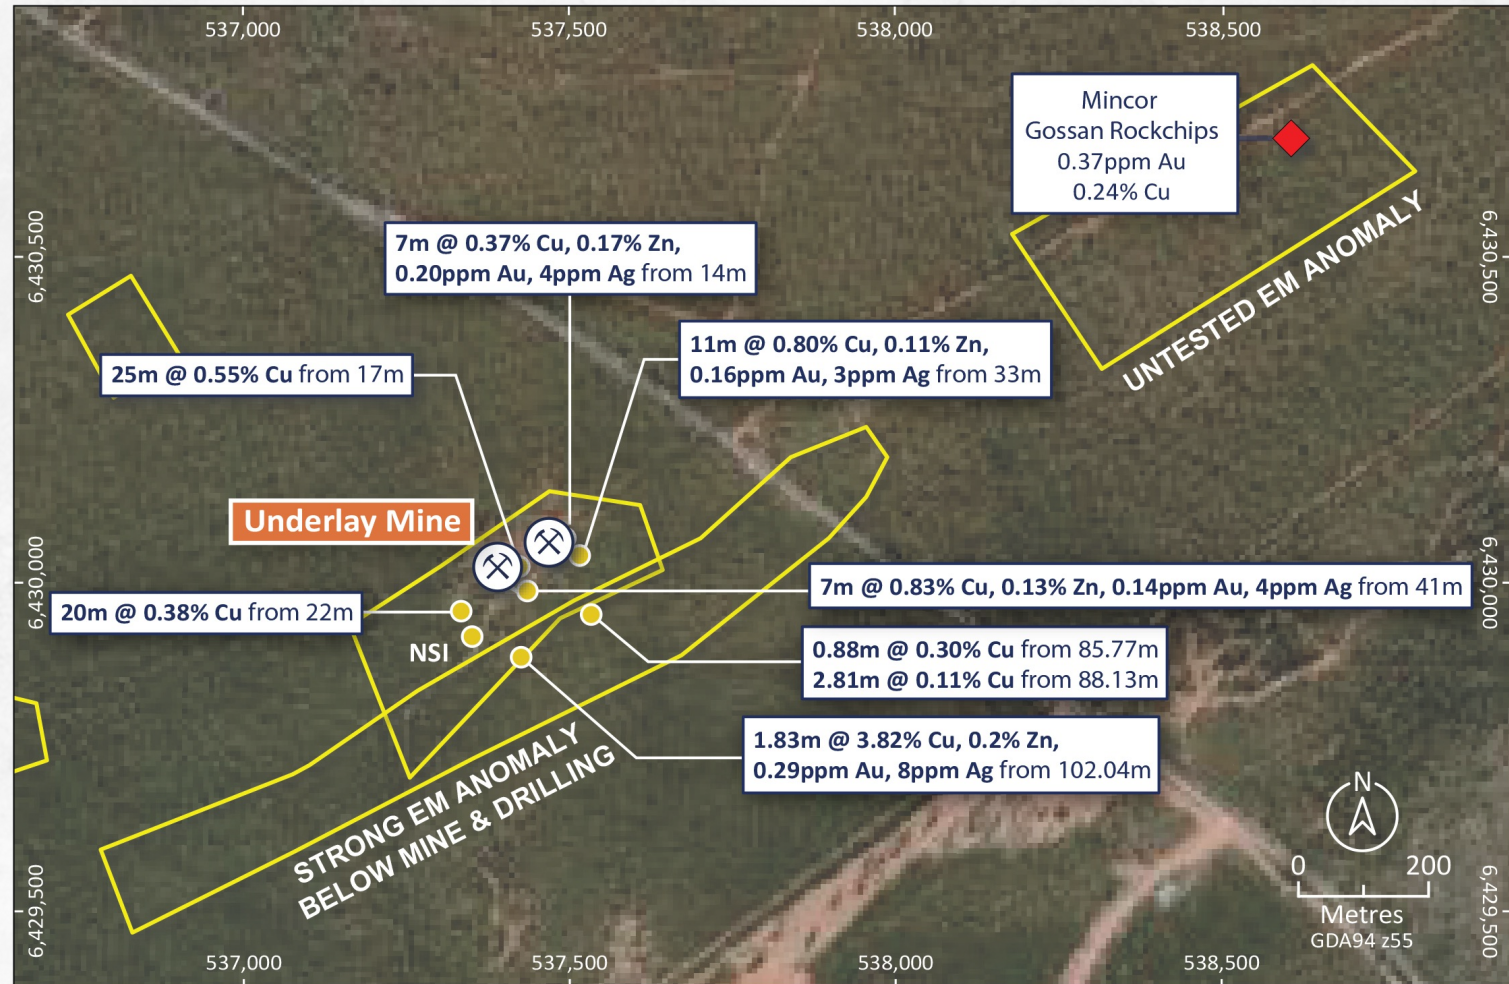 537,000
537,500
538,000
538,500
Mincor
Gossan Rockchips
0.37ppm Au
0.24% Cu
6,430,500
6,430,500
7m @ 0.37% Cu, 0.17% Zn,
0.20ppm Au, 4ppm Ag from 14m
UNTESTED EM ANOMALY
11m @ 0.80% Cu, 0.11% Zn,
0.16ppm Au, 3ppm Ag from 33m
25m @ 0.55% Cu from 17m
Underlay Mine
6,430,000
6,430,000
7m @ 0.83% Cu, 0.13% Zn, 0.14ppm Au, 4ppm Ag from 41m
20m @ 0.38% Cu from 22m
NSI
0.88m @ 0.30% Cu from 85.77m
2.81m @ 0.11% Cu from 88.13m
1.83m @ 3.82% Cu, 0.2% Zn,
0.29ppm Au, 8ppm Ag from 102.04m
STRONG EM ANOMALY
BELOW MINE & DRILLING
N
0 200
Metres
GDA94 z55
6,429,500
6,429,500
537,000
537,500
538,000
538,500